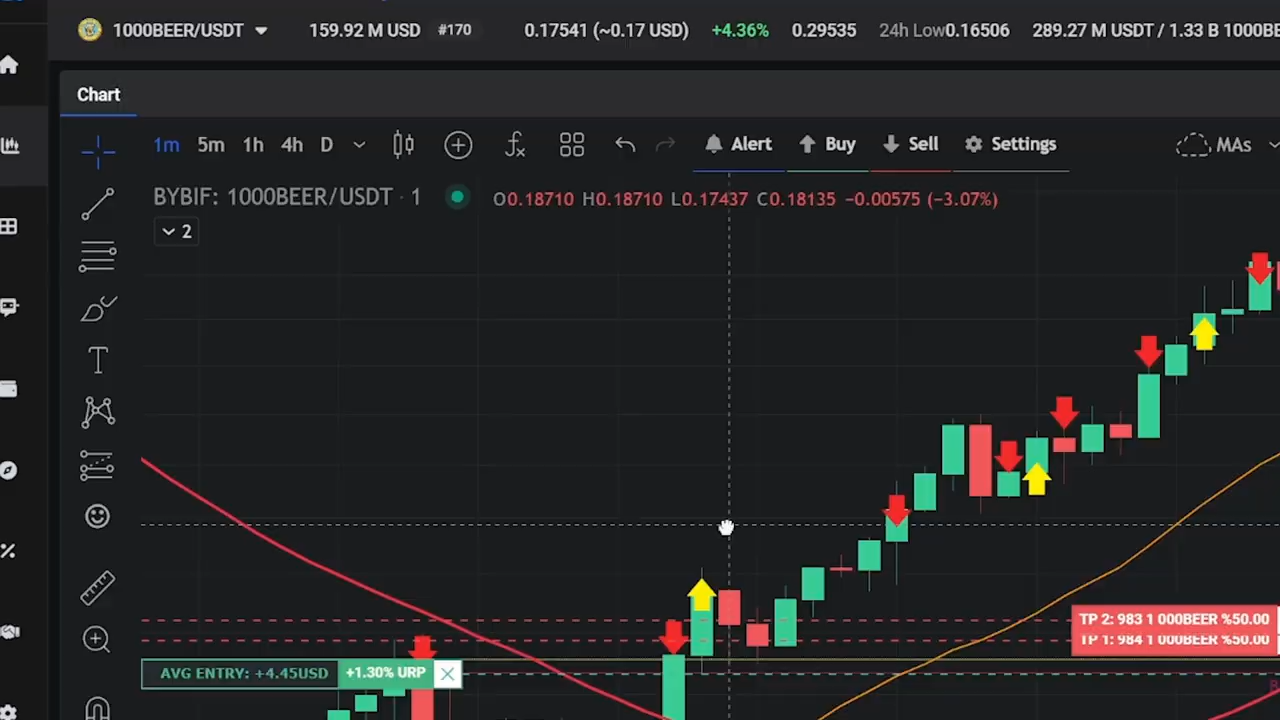 1000BEER/USDT 159.92 M USD #170 0.17541 (~0.17 USD) +4.36% 0.29535 24h Low0.16506 289.27 M USDT / 1.33 B 1000BE
Chart
1m 5m 1h 4h D Alert Buy Sell Settings MAs
BYBIF: 1000BEER/USDT · 1 O0.18710 H0.18710 L0.17437 C0.18135 −0.00575 (−3.07%)
2
TP 2: 983 1 000BEER %50.00
TP 1: 984 1 000BEER %50.00
AVG ENTRY: +4.45USD +1.30% URP